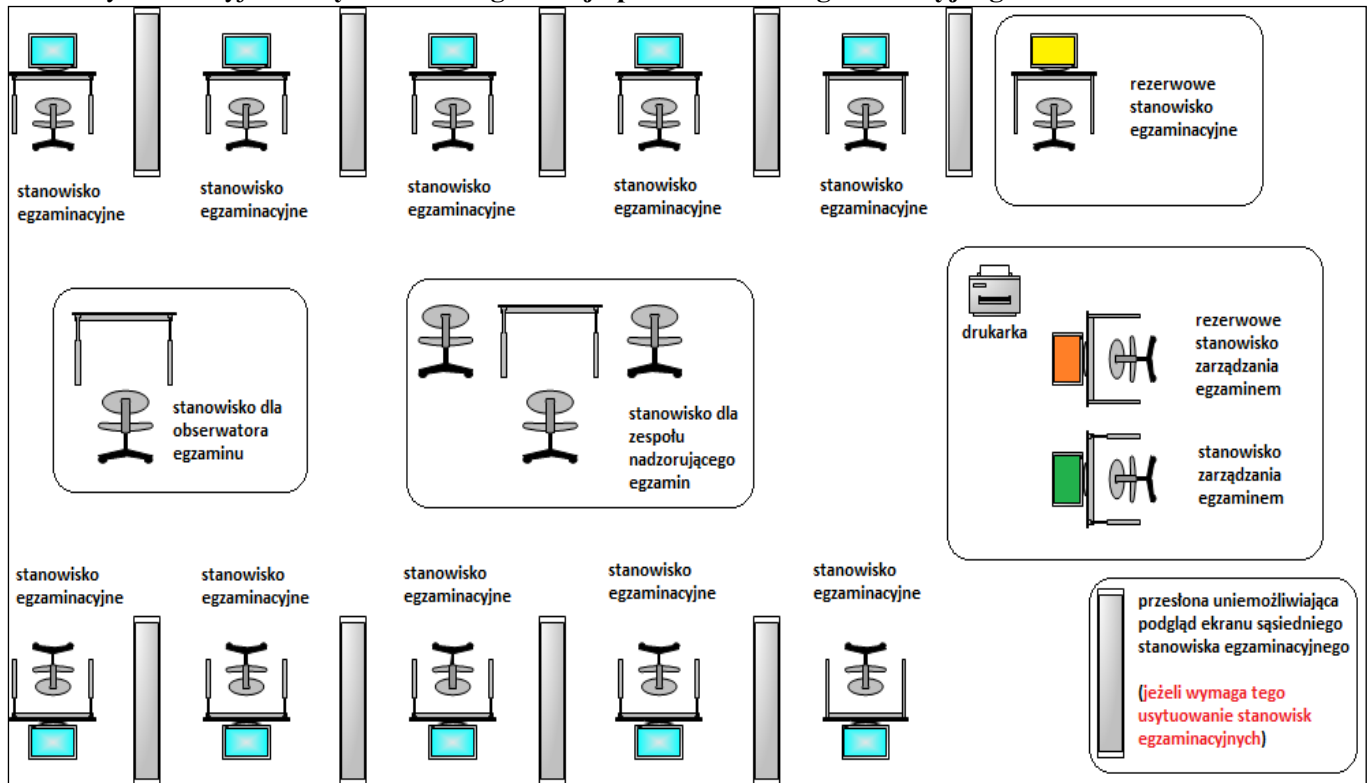 stanowisko
egzaminacyjne
stanowisko
egzaminacyjne
stanowisko
egzaminacyjne
stanowisko
egzaminacyjne
stanowisko
egzaminacyjne
rezerwowe
stanowisko
egzaminacyjne
stanowisko dla
obserwatora
egzaminu
stanowisko dla
zespołu
nadzorującego
egzamin
drukarka
rezerwowe
stanowisko
zarządzania
egzaminem
stanowisko
zarządzania
egzaminem
stanowisko
egzaminacyjne
stanowisko
egzaminacyjne
stanowisko
egzaminacyjne
stanowisko
egzaminacyjne
stanowisko
egzaminacyjne
przesłona uniemożliwiająca
podgląd ekranu sąsiedniego
stanowiska egzaminacyjnego
(jeżeli wymaga tego
usytuowanie stanowisk
egzaminacyjnych)